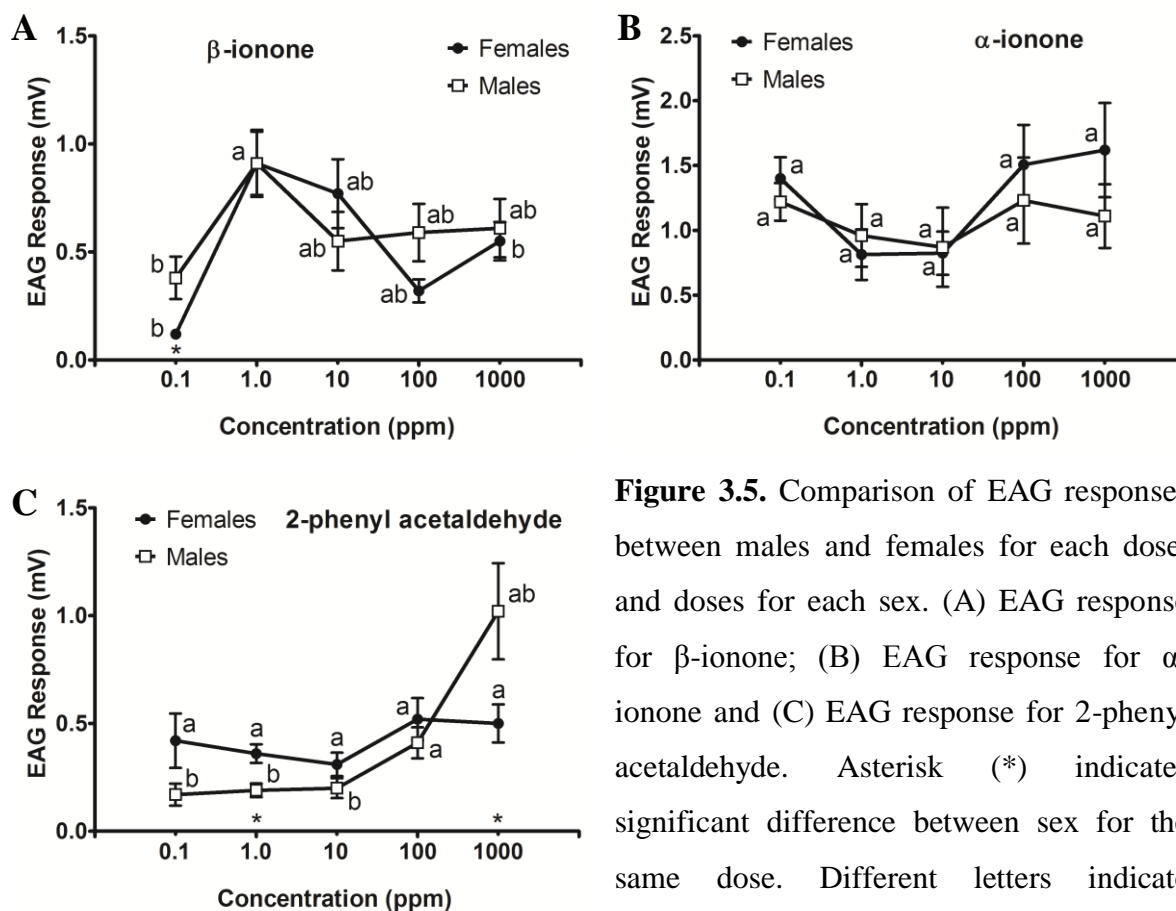 A
β-ionone
Females
Males
EAG Response (mV)
1.5
1.0
0.5
0.0
b
b
*
a
ab
ab
ab
ab
ab
b
0.1 1.0 10 100 1000
Concentration (ppm)
B
α-ionone
Females
Males
EAG Response (mV)
2.5
2.0
1.5
1.0
0.5
0.0
a
a
a
a
a
a
a
a
a
a
0.1 1.0 10 100 1000
Concentration (ppm)
C
2-phenyl acetaldehyde
Females
Males
EAG Response (mV)
1.5
1.0
0.5
0.0
a
a
a
a
a
b
b
b
a
ab
* *
0.1 1.0 10 100 1000
Concentration (ppm)
Figure 3.5. Comparison of EAG response
between males and females for each dose
and doses for each sex. (A) EAG response
for β-ionone; (B) EAG response for α
ionone and (C) EAG response for 2-pheny
acetaldehyde. Asterisk (*) indicate
significant difference between sex for the
same dose. Different letters indicate